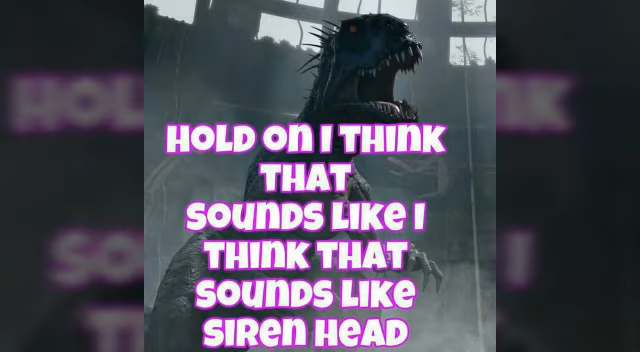 HOLD ON I THINK
THAT
SOUNDS LIKE I
THINK THAT
SOUNDS LIKE
SIREN HEAD